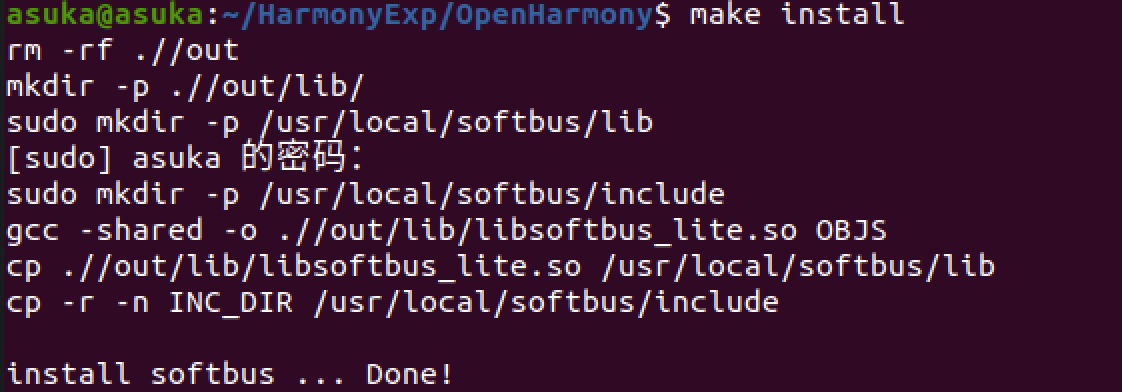 asuka@asuka:~/HarmonyExp/OpenHarmony$ make install
rm -rf .//out
mkdir -p .//out/lib/
sudo mkdir -p /usr/local/softbus/lib
[sudo] asuka 的密码：
sudo mkdir -p /usr/local/softbus/include
gcc -shared -o .//out/lib/libsoftbus_lite.so OBJS
cp .//out/lib/libsoftbus_lite.so /usr/local/softbus/lib
cp -r -n INC_DIR /usr/local/softbus/include
install softbus ... Done!